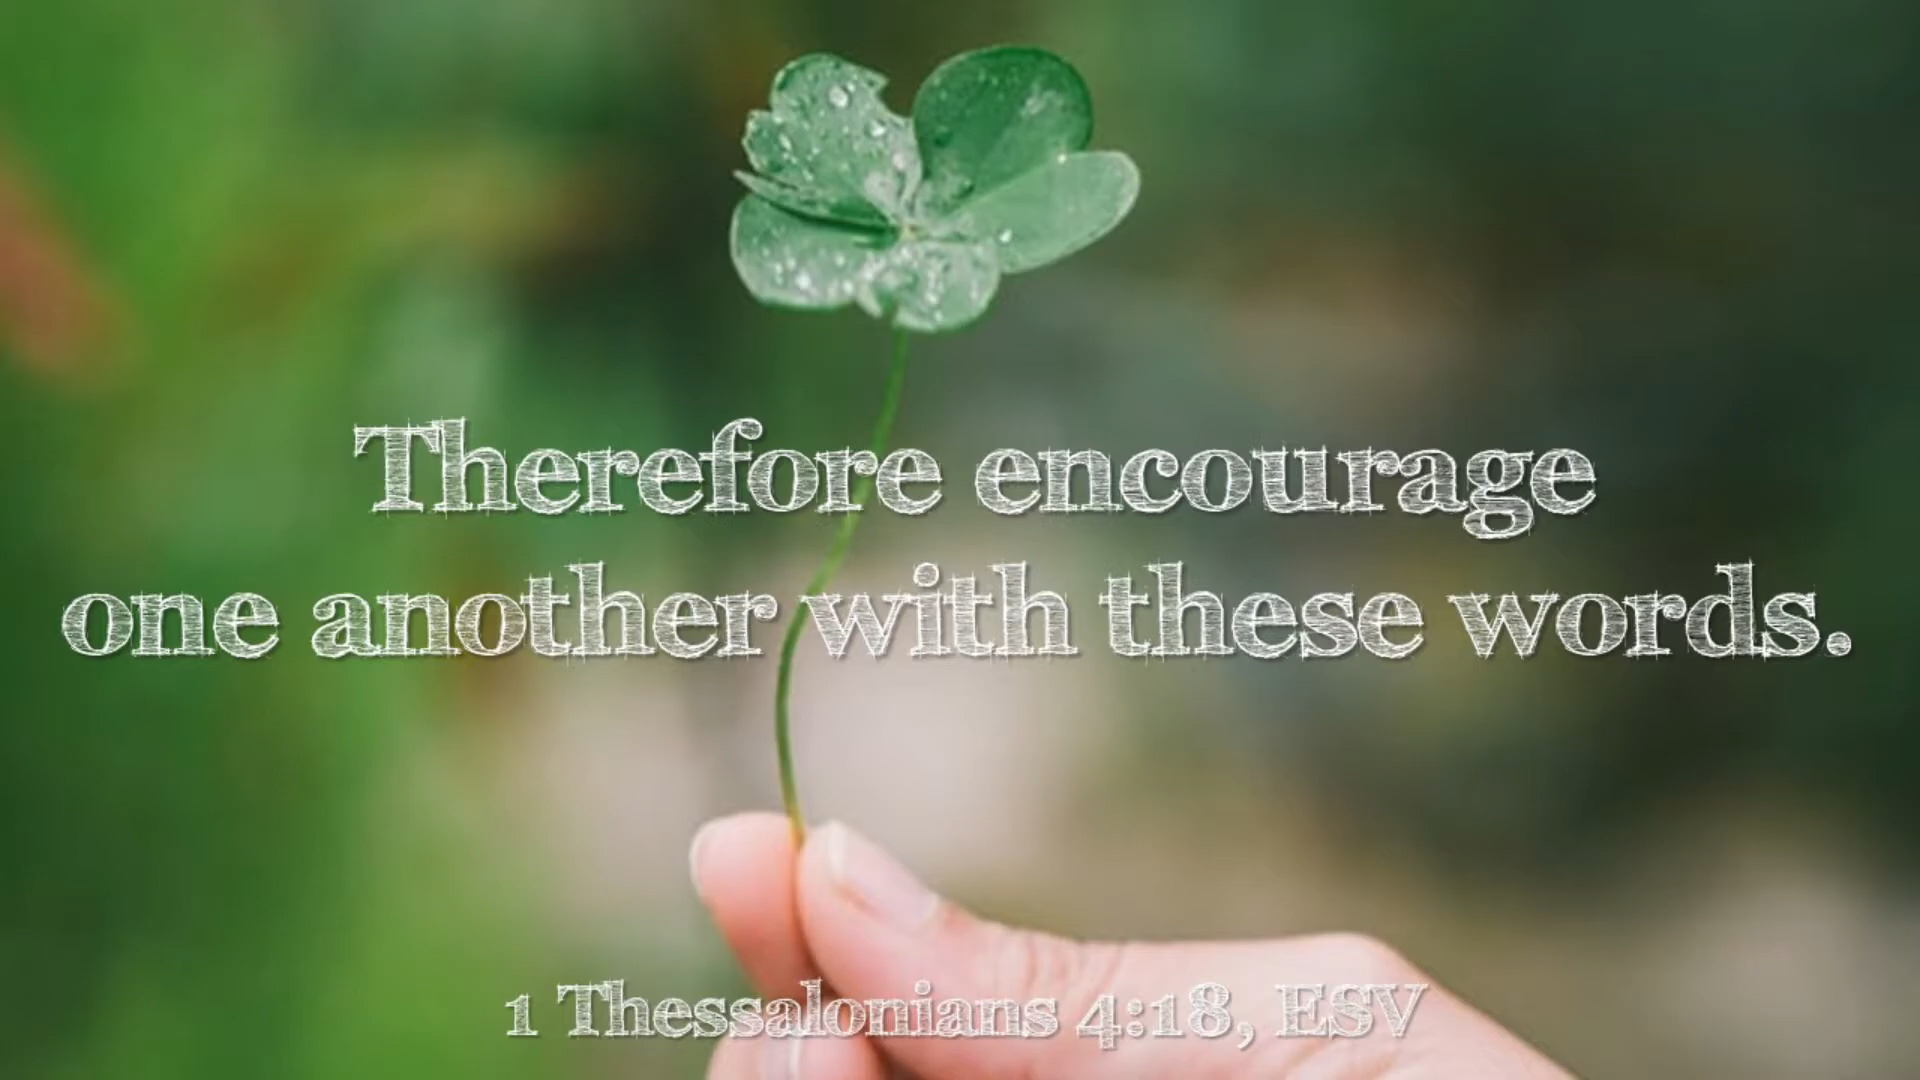 Therefore encourage
one another with these words.
1 Thessalonians 4:18, ESV